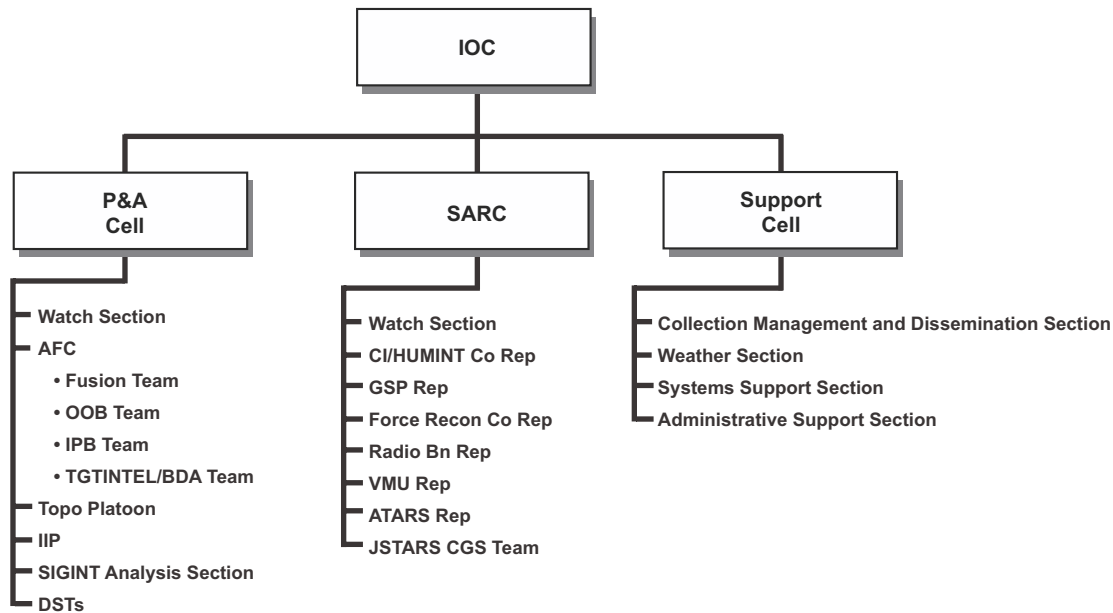 IOC
P&A
Cell
Watch Section
AFC
• Fusion Team
• OOB Team
• IPB Team
• TGTINTEL/BDA Team
Topo Platoon
IIP
SIGINT Analysis Section
DSTs
SARC
Watch Section
CI/HUMINT Co Rep
GSP Rep
Force Recon Co Rep
Radio Bn Rep
VMU Rep
ATARS Rep
JSTARS CGS Team
Support
Cell
Collection Management and Dissemination Section
Weather Section
Systems Support Section
Administrative Support Section